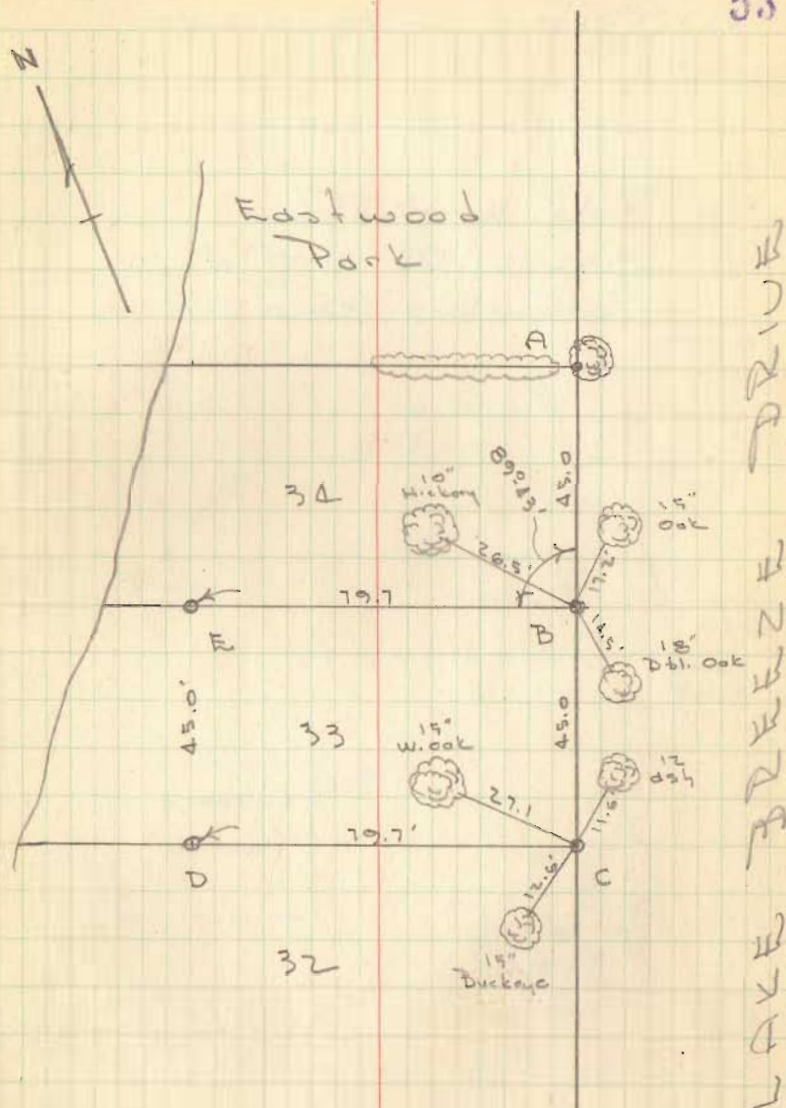 N
Eastwood
Park
A
34
10"
Hickory
89°43'
45.0
15"
Oak
26.5'
17.2'
79.7
E
B
14.5'
18"
Dbl. Oak
45.0'
33
15"
W. oak
45.0
12
ash
27.1
11.6'
79.7'
D
C
12.5'
32
15"
Buckeye
LAKE BREEZE DRIVE